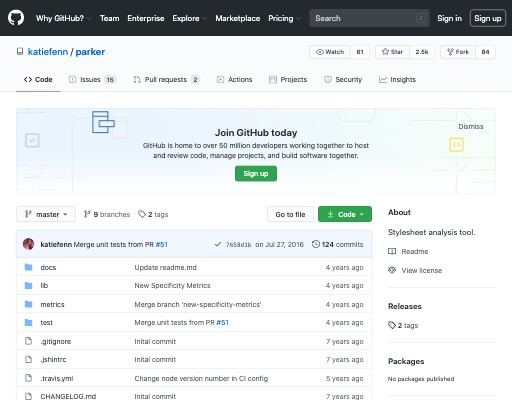 Why GitHub? Team Enterprise Explore Marketplace Pricing Search / Sign in Sign up
katiefenn / parker Watch 61 Star 2.5k Fork 84
Code Issues 15 Pull requests 2 Actions Projects Security Insights
Join GitHub today
Dismiss
GitHub is home to over 50 million developers working together to host
and review code, manage projects, and build software together.
Sign up
master 9 branches 2 tags Go to file Code
katiefenn Merge unit tests from PR #51 7658d1b on Jul 27, 2016 124 commits
docs Update readme.md 4 years ago
lib New Specificity Metrics 4 years ago
metrics Merge branch 'new-specificity-metrics' 4 years ago
test Merge unit tests from PR #51 4 years ago
.gitignore Inital commit 7 years ago
.jshintrc Inital commit 7 years ago
.travis.yml Change node version number in CI config 5 years ago
CHANGELOG.md Inital commit 7 years ago
About
Stylesheet analysis tool.
Readme
View license
Releases
2 tags
Packages
No packages published